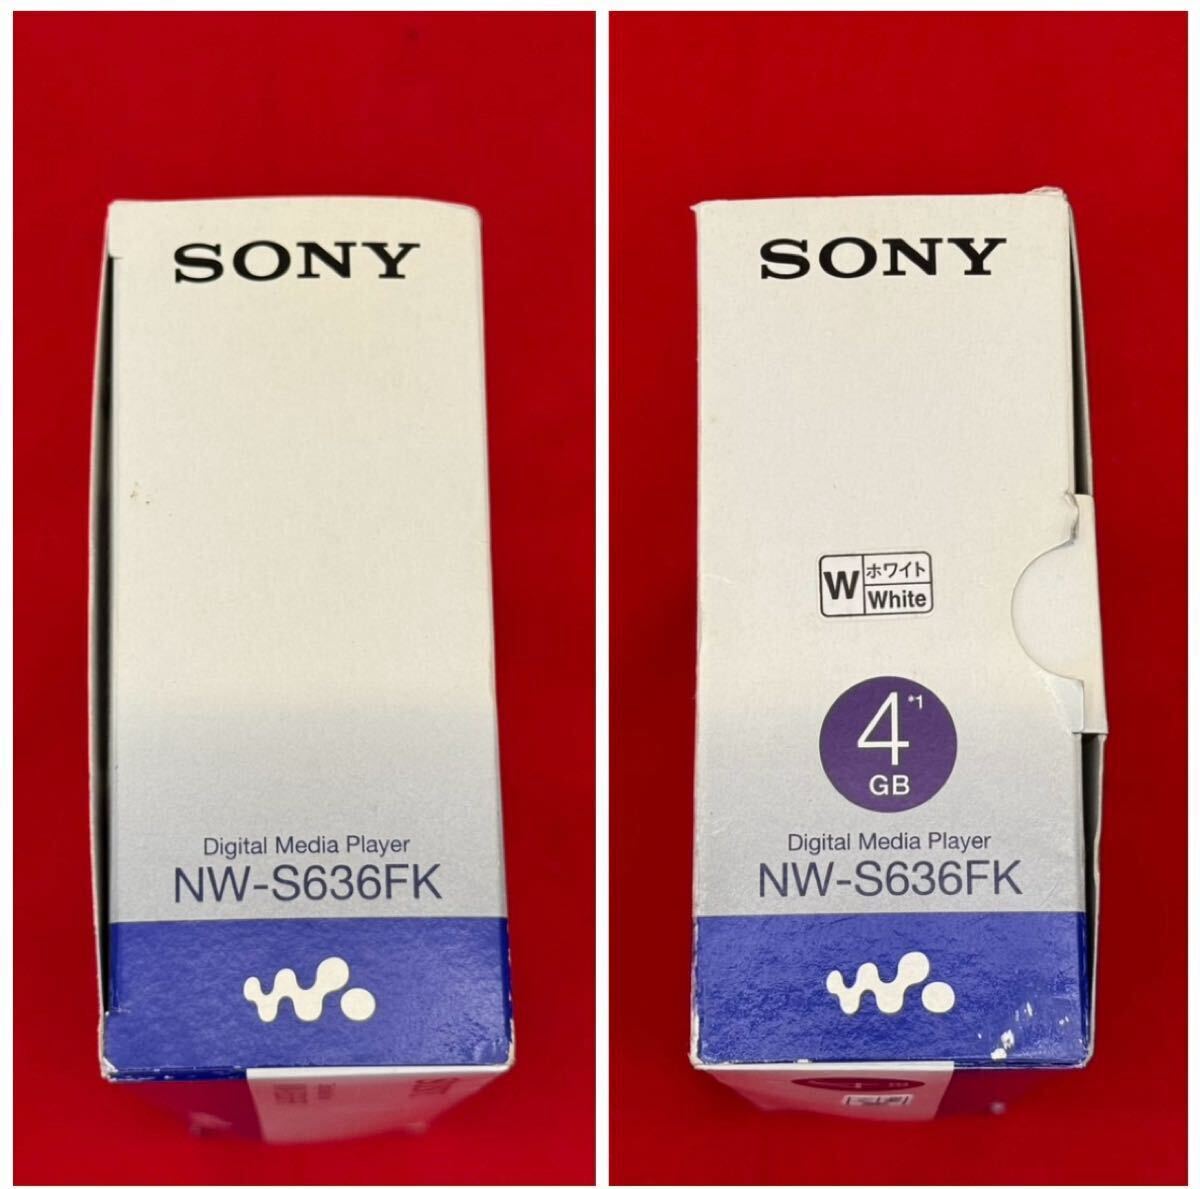 SONY
Digital Media Player
NW-S636FK
SONY
W ホワイト
White
4*1
GB
Digital Media Player
NW-S636FK